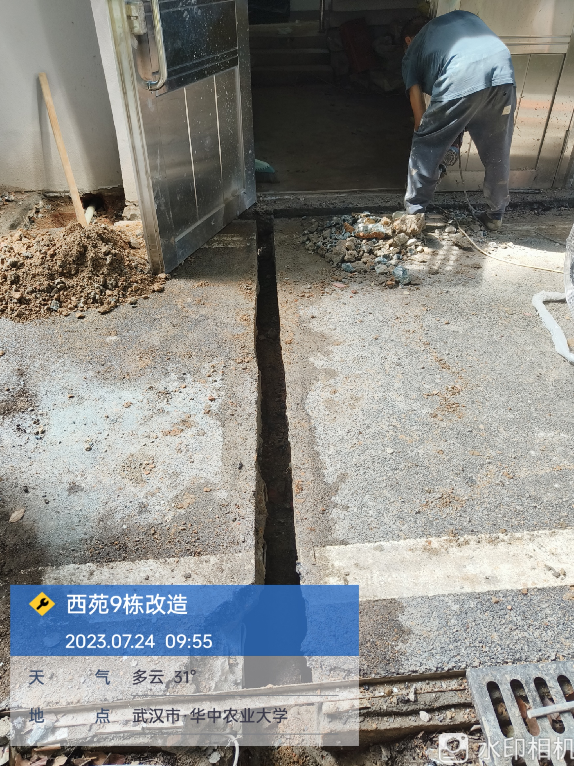 西苑9栋改造
2023.07.24 09:55
天 气 多云 31°
地 点 武汉市·华中农业大学
水印相机